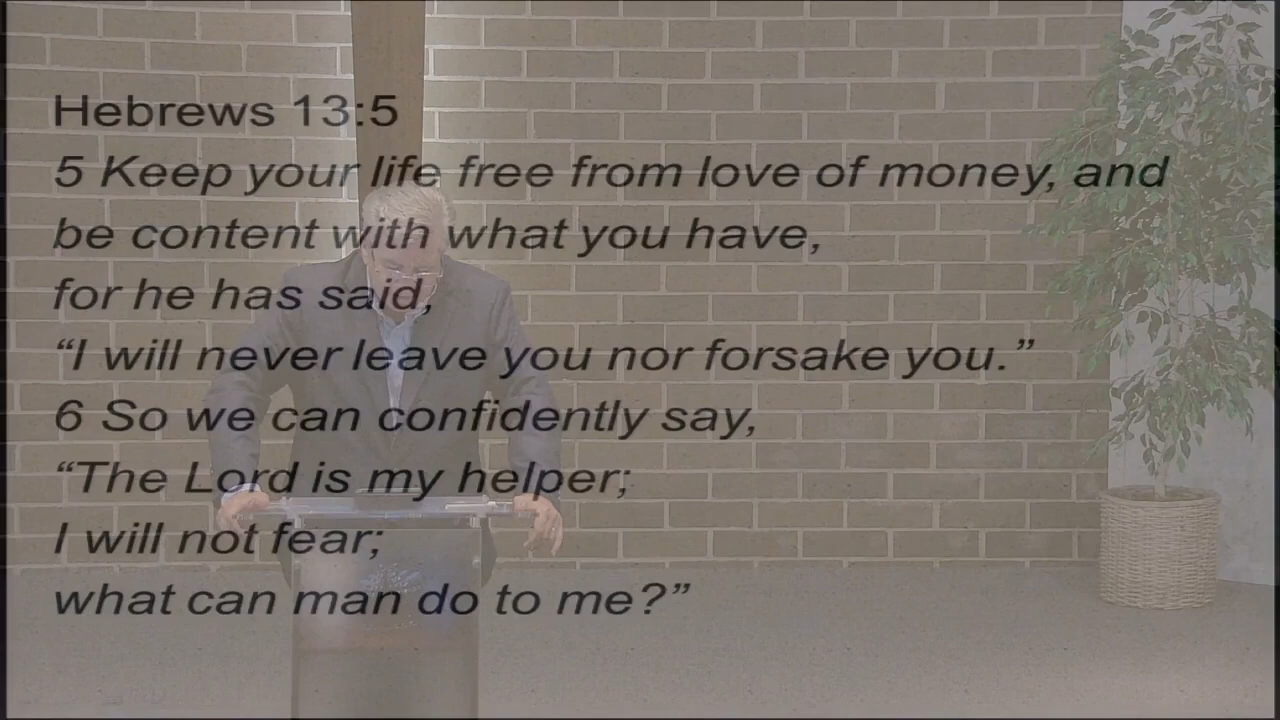 Hebrews 13:5
5 Keep your life free from love of money, and
be content with what you have,
for he has said,
“I will never leave you nor forsake you.”
6 So we can confidently say,
“The Lord is my helper;
I will not fear;
what can man do to me?”